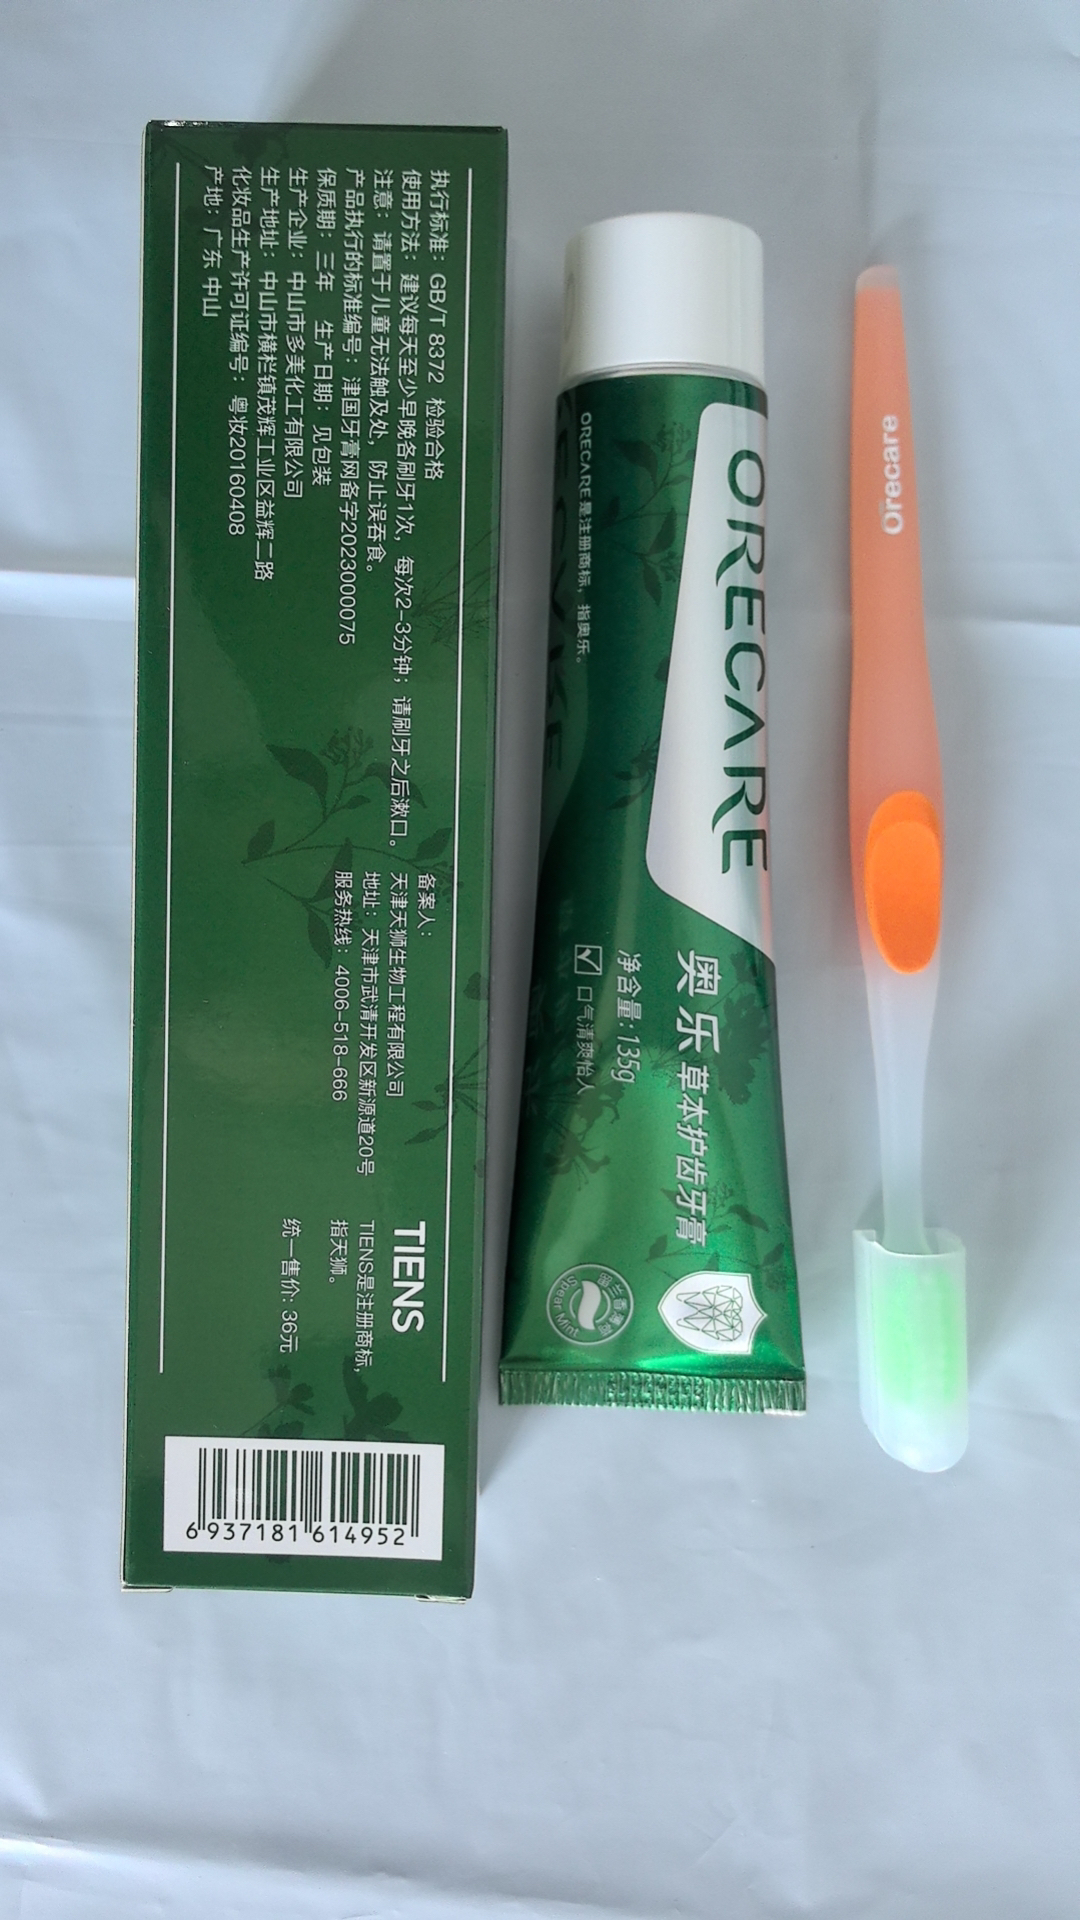 执行标准：GB/T 8372 检验合格
使用方法：建议每天至少早晚各刷牙1次，每次2-3分钟；请刷牙之后漱口。
注意：请置于儿童无法触及处，防止误吞食。
产品执行的标准编号：津国牙膏网备字2023000075
保质期：三年 生产日期：见包装
生产企业：中山市多美化工有限公司
生产地址：中山市横栏镇茂辉工业区益辉二路
化妆品生产许可证编号：粤妆20160408
产地：广东 中山
备案人：
天津天狮生物工程有限公司
地址：天津市武清开发区新源道20号
服务热线：4006-518-666
TIENS
TIENS是注册商标，
指天狮。
统一售价：36元
6 937181 614952
ORECARE
奥乐草本护齿牙膏
净含量：135g
口气清爽怡人
ORECARE是注册商标，指奥乐。
Spear Mint
Orecare